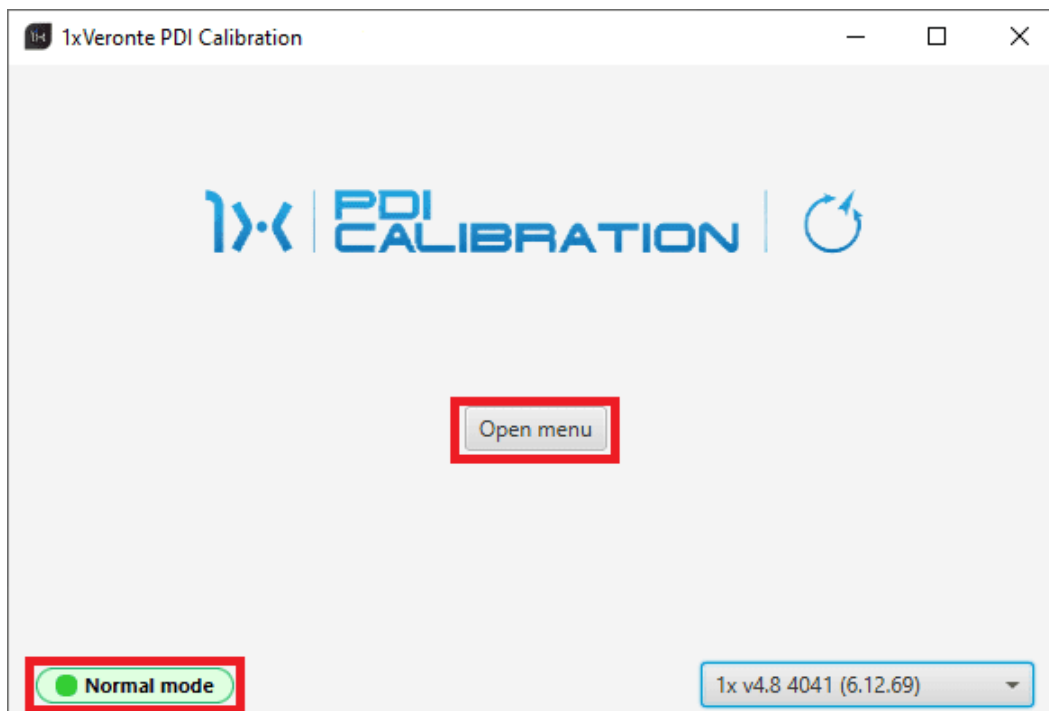 1xVeronte PDI Calibration
1x PDI
CALIBRATION
Open menu
Normal mode
1x v4.8 4041 (6.12.69)